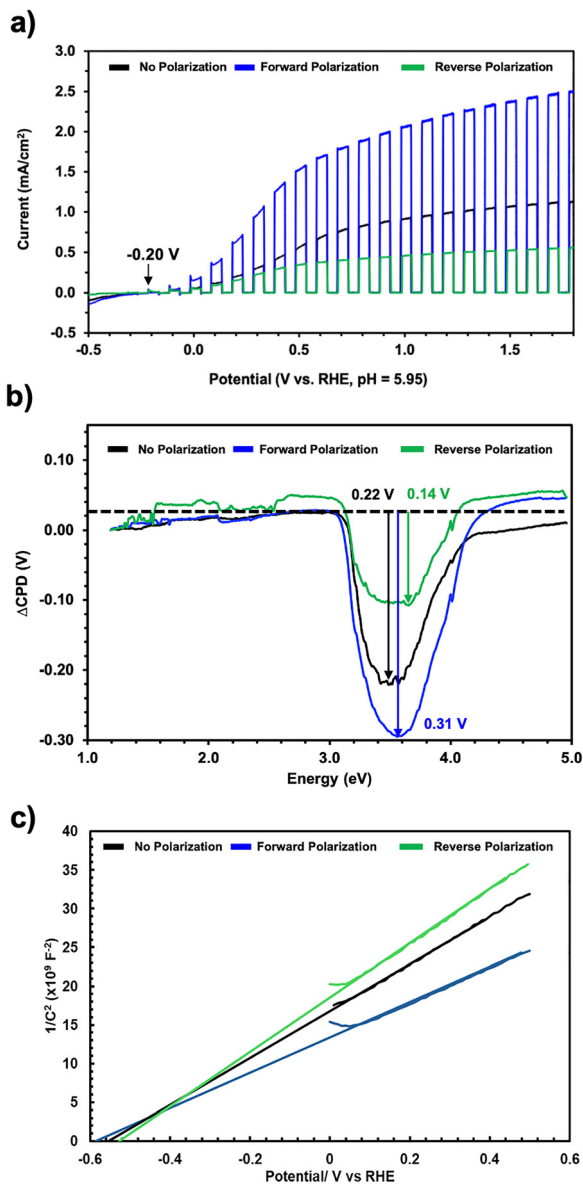 a)
3.0
No Polarization Forward Polarization Reverse Polarization
2.5
2.0
1.5
1.0
0.5
0.0
-0.5
Current (mA/cm²)
-0.20 V
-0.5 0.0 0.5 1.0 1.5
Potential (V vs. RHE, pH = 5.95)
b)
No Polarization Forward Polarization Reverse Polarization
0.10
0.00
-0.10
-0.20
-0.30
ΔCPD (V)
0.22 V 0.14 V
0.31 V
1.0 2.0 3.0 4.0 5.0
Energy (eV)
c)
40
No Polarization Forward Polarization Reverse Polarization
35
30
25
20
15
10
5
0
1/C² (x10⁹ F⁻²)
-0.6 -0.4 -0.2 0 0.2 0.4 0.6
Potential/ V vs RHE